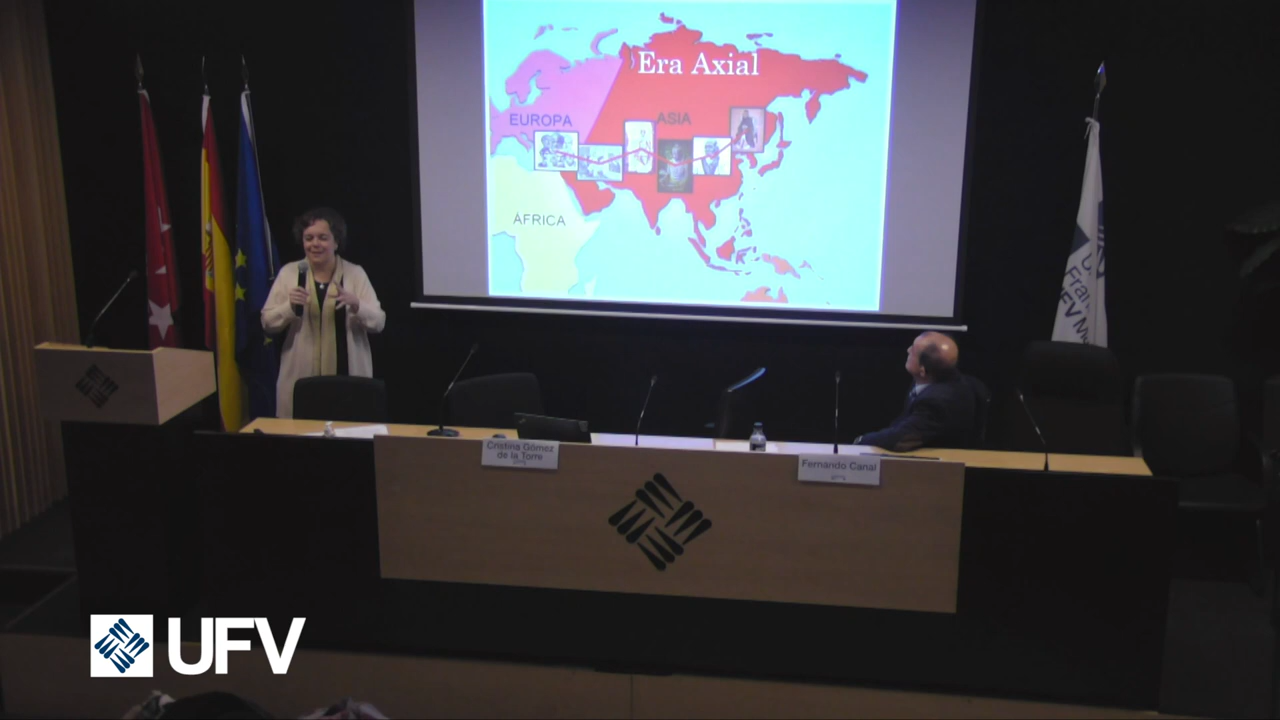 Era Axial
EUROPA
ASIA
ÁFRICA
Cristina Gómez
de la Torre
Fernando Canal
UFV